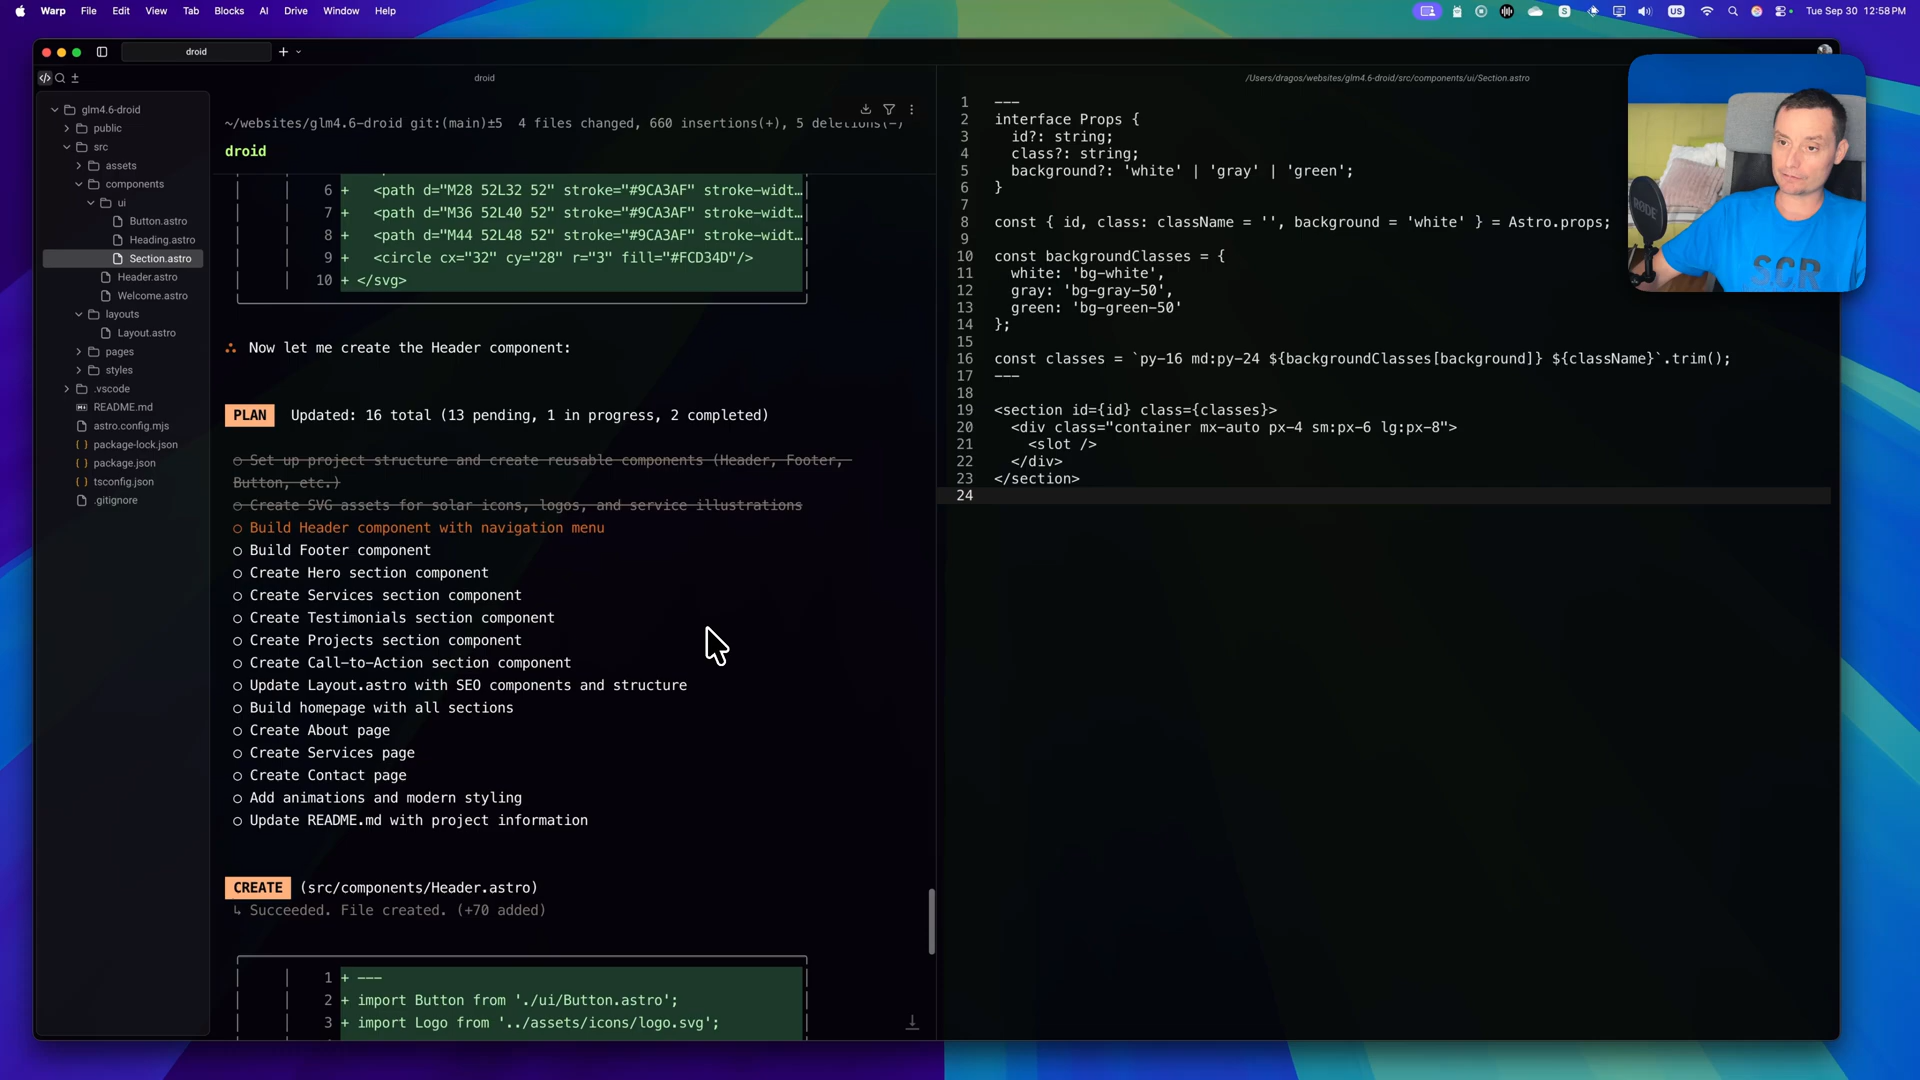 Warp File Edit View Tab Blocks AI Drive Window Help
S US Tue Sep 30 12:58 PM
droid
droid
/Users/dragos/websites/glm4.6-droid/src/components/ui/Section.astro
glm4.6-droid
public
src
assets
components
ui
Button.astro
Heading.astro
Section.astro
Header.astro
Welcome.astro
layouts
Layout.astro
pages
styles
.vscode
README.md
astro.config.mjs
package-lock.json
package.json
tsconfig.json
.gitignore
~/websites/glm4.6-droid git:(main)±5 4 files changed, 660 insertions(+), 5 deletions(-)
droid
6 + <path d="M28 52L32 52" stroke="#9CA3AF" stroke-widt…
7 + <path d="M36 52L40 52" stroke="#9CA3AF" stroke-widt…
8 + <path d="M44 52L48 52" stroke="#9CA3AF" stroke-widt…
9 + <circle cx="32" cy="28" r="3" fill="#FCD34D"/>
10 + </svg>
Now let me create the Header component:
PLAN Updated: 16 total (13 pending, 1 in progress, 2 completed)
○ Set up project structure and create reusable components (Header, Footer,
Button, etc.)
○ Create SVG assets for solar icons, logos, and service illustrations
○ Build Header component with navigation menu
○ Build Footer component
○ Create Hero section component
○ Create Services section component
○ Create Testimonials section component
○ Create Projects section component
○ Create Call-to-Action section component
○ Update Layout.astro with SEO components and structure
○ Build homepage with all sections
○ Create About page
○ Create Services page
○ Create Contact page
○ Add animations and modern styling
○ Update README.md with project information
CREATE (src/components/Header.astro)
↳ Succeeded. File created. (+70 added)
1 + ---
2 + import Button from './ui/Button.astro';
3 + import Logo from '../assets/icons/logo.svg';
1 ---
2 interface Props {
3 id?: string;
4 class?: string;
5 background?: 'white' | 'gray' | 'green';
6 }
7
8 const { id, class: className = '', background = 'white' } = Astro.props;
9
10 const backgroundClasses = {
11 white: 'bg-white',
12 gray: 'bg-gray-50',
13 green: 'bg-green-50'
14 };
15
16 const classes = `py-16 md:py-24 ${backgroundClasses[background]} ${className}`.trim();
17 ---
18
19 <section id={id} class={classes}>
20 <div class="container mx-auto px-4 sm:px-6 lg:px-8">
21 <slot />
22 </div>
23 </section>
24
RØDE
SCR